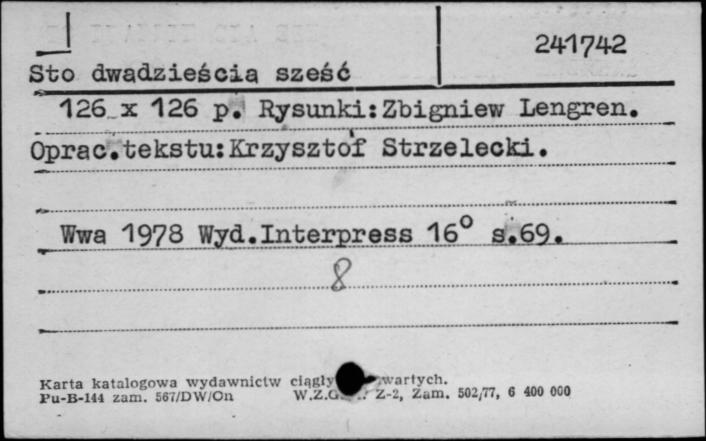 241742
Sto dwadzieścia sześć
126 x 126 p. Rysunki:Zbigniew Lengren.
Oprac.tekstu:Krzysztof Strzelecki.
Wwa 1978 Wyd.Interpress 16° s.69.
8
Karta katalogowa wydawnictw ciągły wartych.
Pu-B-144 zam. 567/DW/On W.Z.G. Z-2, Zam. 502/77, 6 400 000